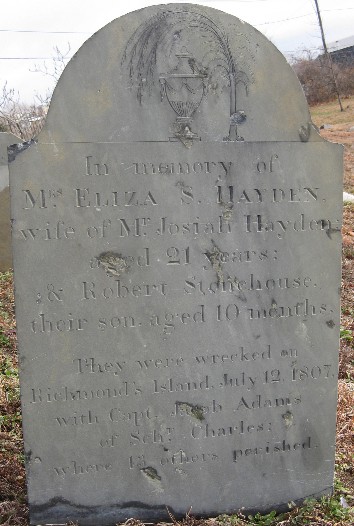 In memory of
Mrs ELIZA S. HAYDEN,
wife of Mr Josiah Hayden
aged 21 years:
& Robert Stonehouse,
their son, aged 10 months.
They were wrecked on
Richmond's Island, July 12, 1807,
with Capt. Jacob Adams
of Schr. Charles;
where 13 others perished.